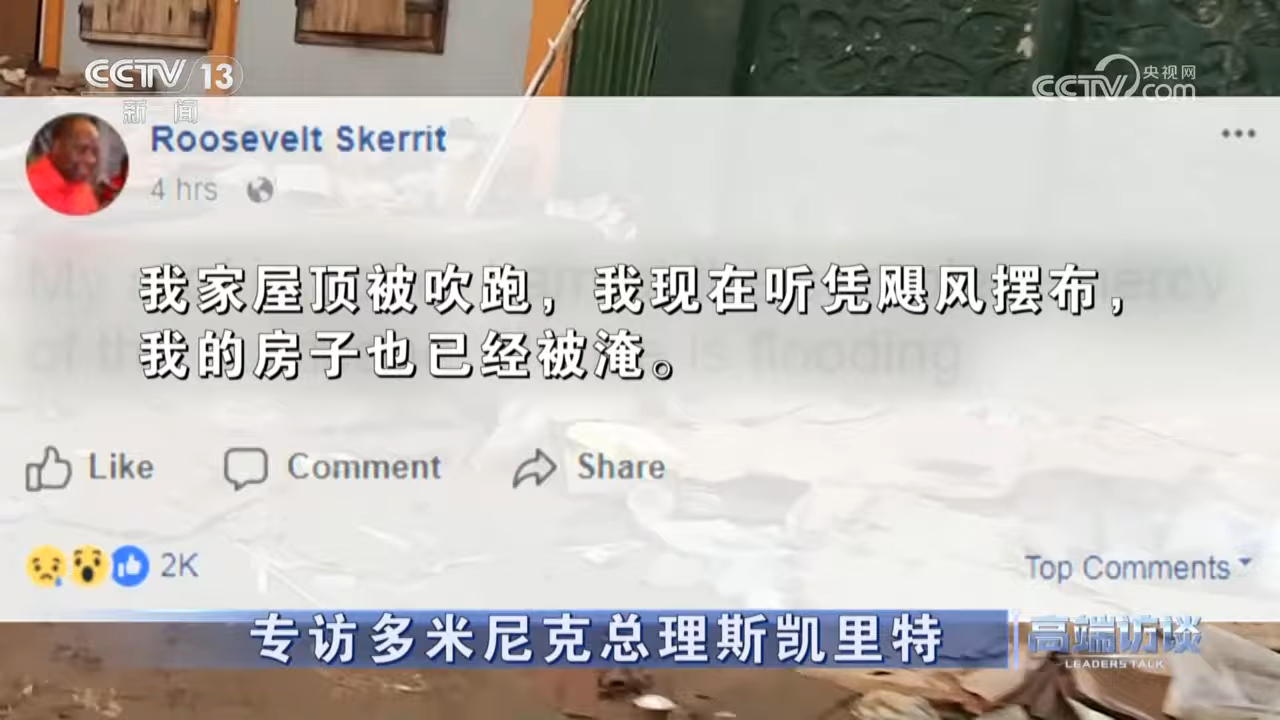 CCTV 13
新闻
央视网
CCTV.com
Roosevelt Skerrit
4 hrs
我家屋顶被吹跑，我现在听凭飓风摆布，
我的房子也已经被淹。
is flooding
Like Comment Share
2K
Top Comments
专访多米尼克总理斯凯里特
高端访谈
LEADERS TALK